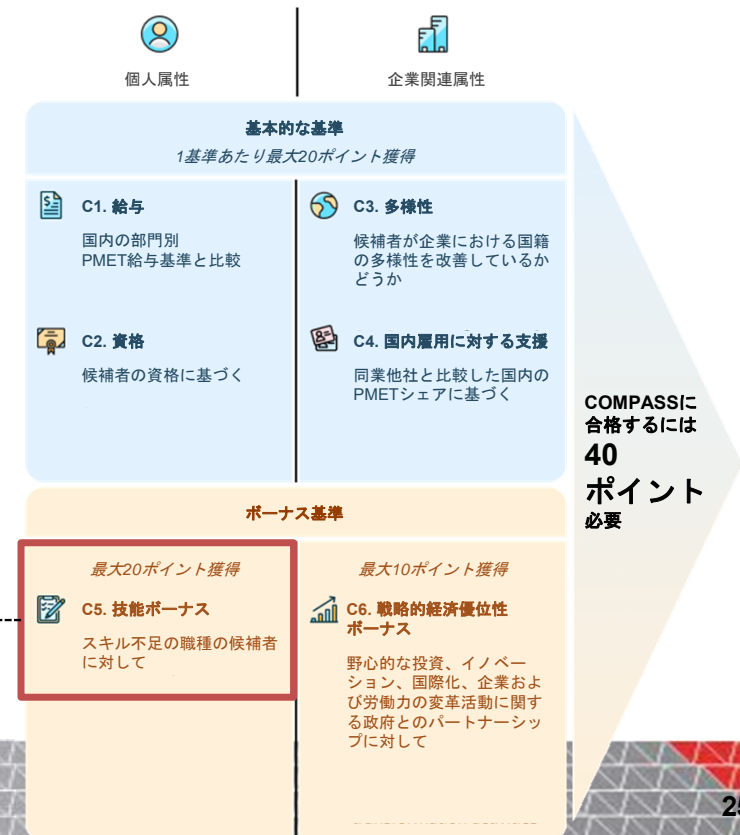 個人属性
企業関連属性
基本的な基準
1基準あたり最大20ポイント獲得
C1. 給与
国内の部門別
PMET給与基準と比較
C3. 多様性
候補者が企業における国籍
の多様性を改善しているか
どうか
C2. 資格
候補者の資格に基づく
C4. 国内雇用に対する支援
同業他社と比較した国内の
PMETシェアに基づく
COMPASSに
合格するには
40
ポイント
必要
ボーナス基準
最大20ポイント獲得
C5. 技能ボーナス
スキル不足の職種の候補者
に対して
最大10ポイント獲得
C6. 戦略的経済優位性
ボーナス
野心的な投資、イノベー
ション、国際化、企業およ
び労働力の変革活動に関す
る政府とのパートナーシッ
プに対して
25